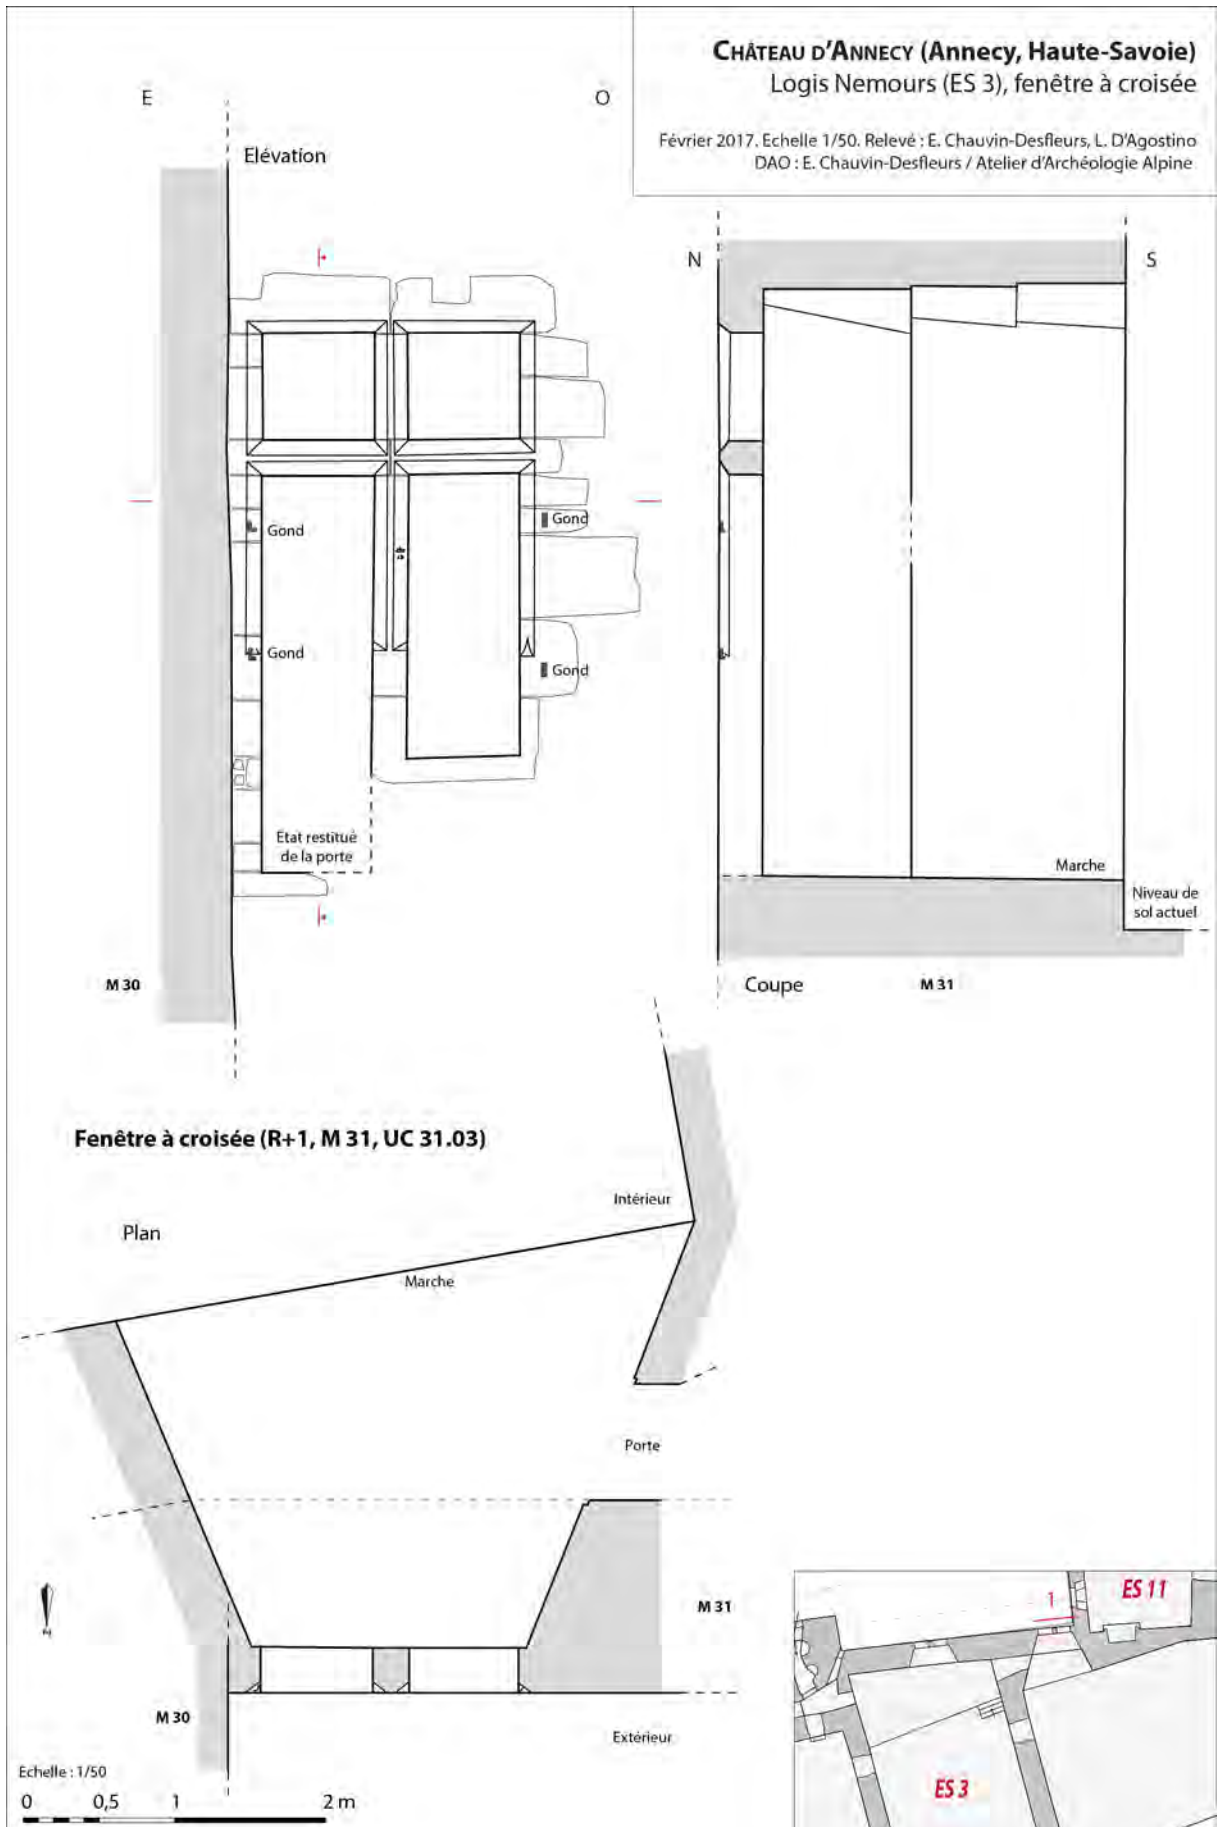 CHÂTEAU D'ANNECY (Annecy, Haute-Savoie)
Logis Nemours (ES 3), fenêtre à croisée
Février 2017. Echelle 1/50. Relevé : E. Chauvin-Desfleurs, L. D'Agostino
DAO : E. Chauvin-Desfleurs / Atelier d'Archéologie Alpine
E
O
Elévation
N
S
Gond
Gond
Gond
Gond
Etat restitué
de la porte
Marche
Niveau de
sol actuel
M 30
Coupe
M 31
Fenêtre à croisée (R+1, M 31, UC 31.03)
Intérieur
Plan
Marche
Porte
N
M 31
M 30
Extérieur
1
ES 11
ES 3
Echelle : 1/50
0 0,5 1 2 m